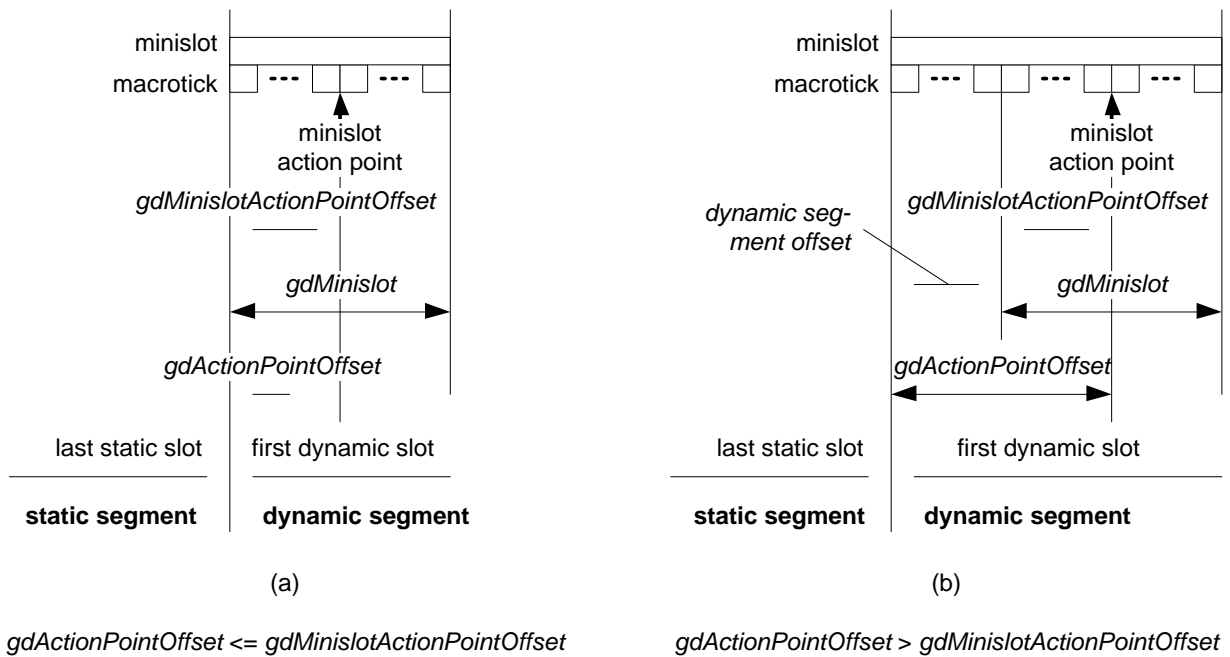 minislot
macrotick
minislot
action point
gdMinislotActionPointOffset
gdMinislot
gdActionPointOffset
last static slot
first dynamic slot
static segment
dynamic segment
(a)
gdActionPointOffset <= gdMinislotActionPointOffset
minislot
macrotick
minislot
action point
gdMinislotActionPointOffset
dynamic seg-
ment offset
gdMinislot
gdActionPointOffset
last static slot
first dynamic slot
static segment
dynamic segment
(b)
gdActionPointOffset > gdMinislotActionPointOffset